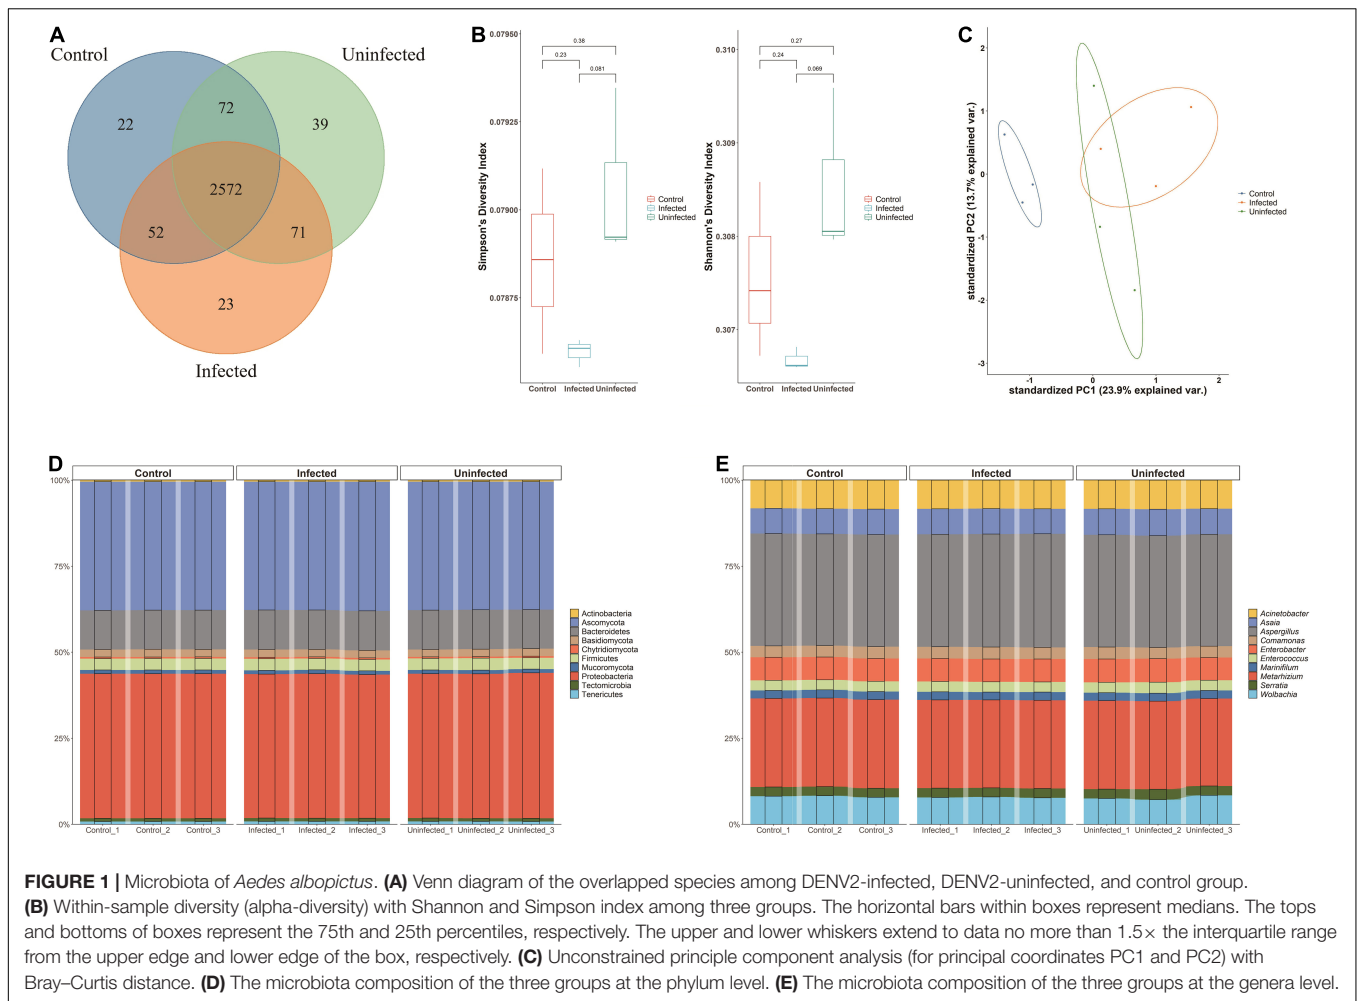 A
Control
Uninfected
22
72
39
2572
52
71
23
Infected
B
Simpson's Diversity Index
0.07950
0.07925
0.07900
0.07875
0.38
0.23
0.081
Control Infected Uninfected
Control
Infected
Uninfected
Shannon's Diversity Index
0.310
0.309
0.308
0.307
0.27
0.24
0.069
Control Infected Uninfected
Control
Infected
Uninfected
C
standardized PC2 (13.7% explained var.)
2
1
0
-1
-2
-3
-1 0 1 2
standardized PC1 (23.9% explained var.)
Control
Infected
Uninfected
D
Control Infected Uninfected
100%
75%
50%
25%
0%
Control_1 Control_2 Control_3 Infected_1 Infected_2 Infected_3 Uninfected_1 Uninfected_2 Uninfected_3
Actinobacteria
Ascomycota
Bacteroidetes
Basidiomycota
Chytridiomycota
Firmicutes
Mucoromycota
Proteobacteria
Tectomicrobia
Tenericutes
E
Control Infected Uninfected
100%
75%
50%
25%
0%
Control_1 Control_2 Control_3 Infected_1 Infected_2 Infected_3 Uninfected_1 Uninfected_2 Uninfected_3
Acinetobacter
Asaia
Aspergillus
Comamonas
Enterobacter
Enterococcus
Marinifilum
Metarhizium
Serratia
Wolbachia
FIGURE 1 | Microbiota of Aedes albopictus. (A) Venn diagram of the overlapped species among DENV2-infected, DENV2-uninfected, and control group.
(B) Within-sample diversity (alpha-diversity) with Shannon and Simpson index among three groups. The horizontal bars within boxes represent medians. The tops
and bottoms of boxes represent the 75th and 25th percentiles, respectively. The upper and lower whiskers extend to data no more than 1.5× the interquartile range
from the upper edge and lower edge of the box, respectively. (C) Unconstrained principle component analysis (for principal coordinates PC1 and PC2) with
Bray–Curtis distance. (D) The microbiota composition of the three groups at the phylum level. (E) The microbiota composition of the three groups at the genera level.